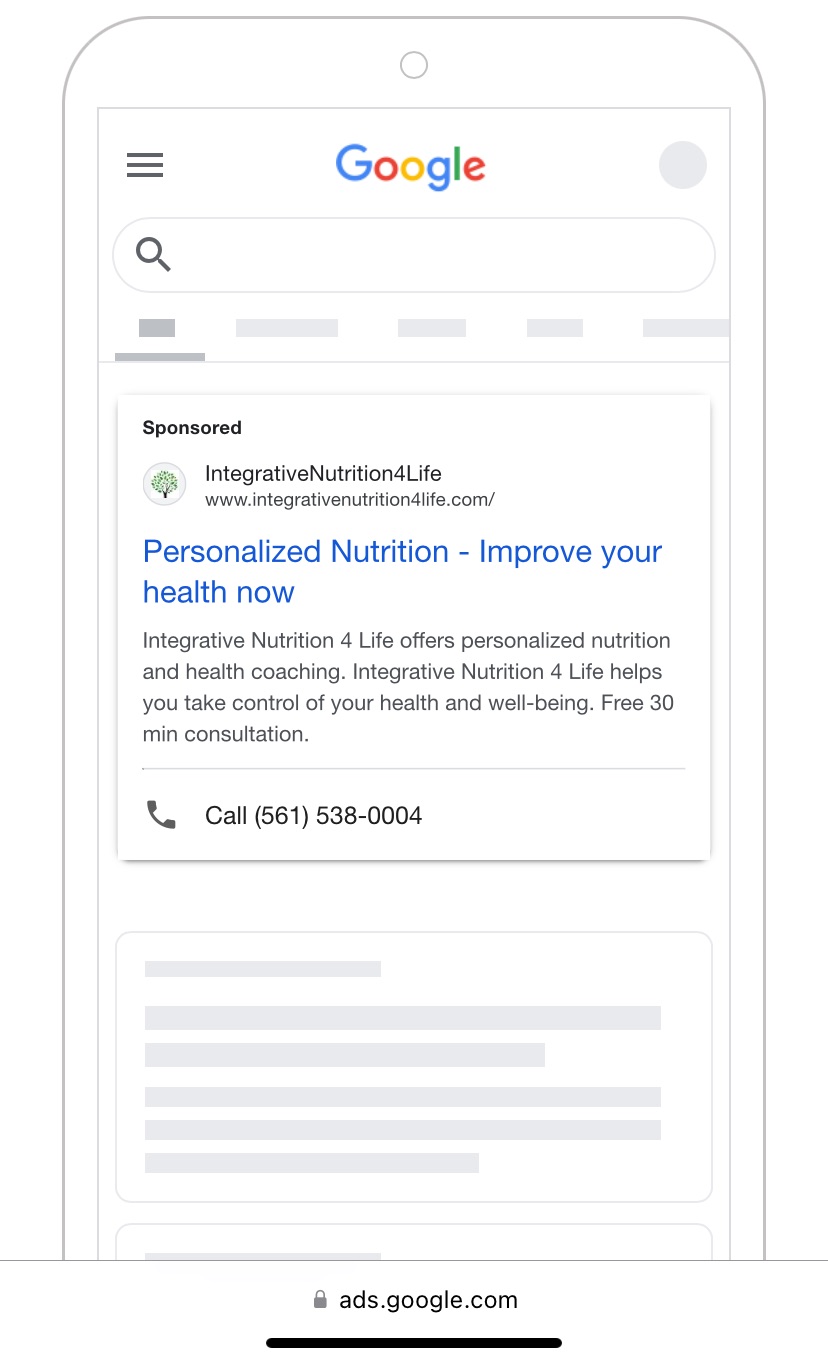 Google
Sponsored
IntegrativeNutrition4Life
www.integrativenutrition4life.com/
Personalized Nutrition - Improve your
health now
Integrative Nutrition 4 Life offers personalized nutrition
and health coaching. Integrative Nutrition 4 Life helps
you take control of your health and well-being. Free 30
min consultation.
Call (561) 538-0004
ads.google.com